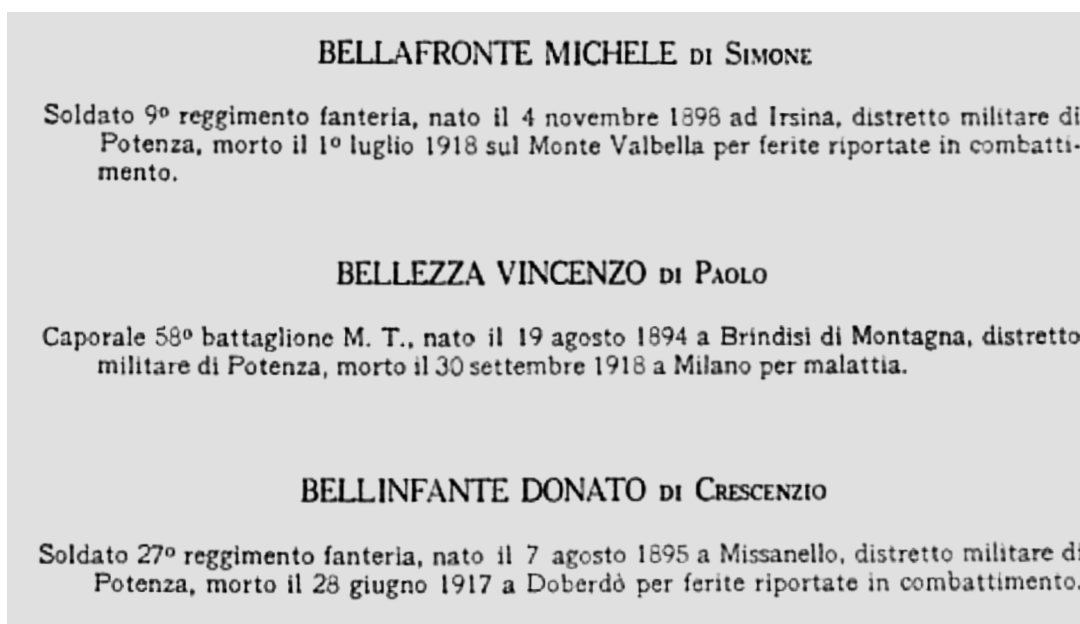 BELLAFRONTE MICHELE DI SIMONE
Soldato 9º reggimento fanteria, nato il 4 novembre 1898 ad Irsina, distretto militare di
Potenza, morto il 1º luglio 1918 sul Monte Valbella per ferite riportate in combatti-
mento.
BELLEZZA VINCENZO DI PAOLO
Caporale 58º battaglione M. T., nato il 19 agosto 1894 a Brindisi di Montagna, distretto
militare di Potenza, morto il 30 settembre 1918 a Milano per malattia.
BELLINFANTE DONATO DI CRESCENZIO
Soldato 27º reggimento fanteria, nato il 7 agosto 1895 a Missanello, distretto militare di
Potenza, morto il 28 giugno 1917 a Doberdò per ferite riportate in combattimento.